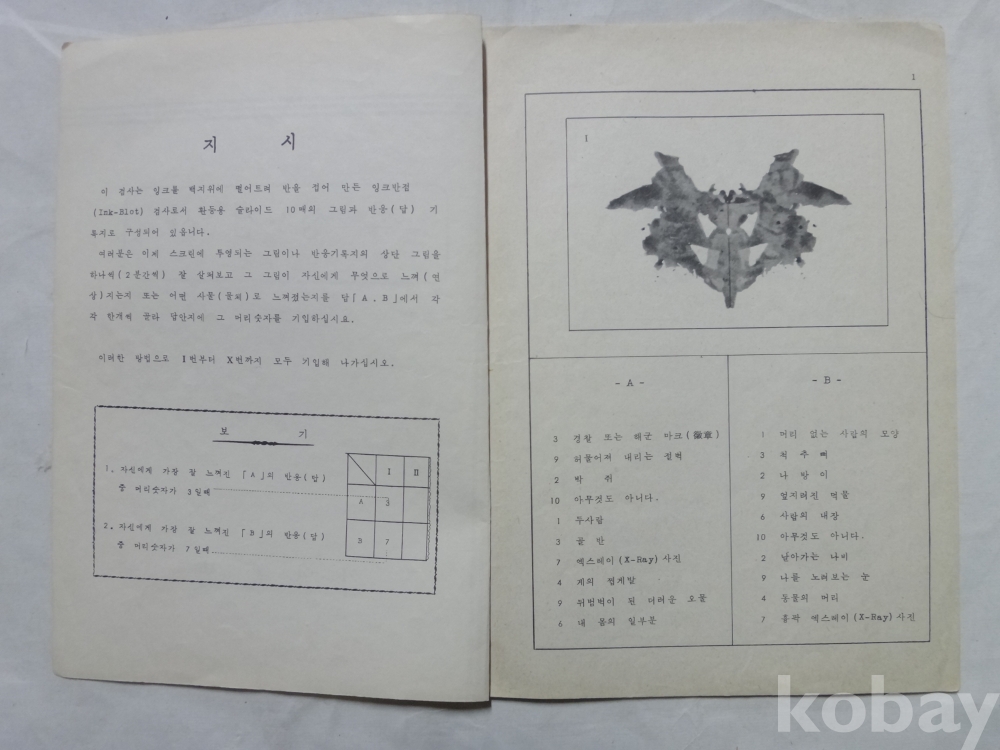 지 시
이 검사는 잉크를 백지위에 떨어트려 반을 접어 만든 잉크반점
(Ink-Blot) 검사로서 환등용 슬라이드 10매의 그림과 반응(답) 기
록지로 구성되어 있읍니다.
여러분은 이제 스크린에 투영되는 그림이나 반응기록지의 상단 그림을
하나씩(2분간씩) 잘 살펴보고 그 그림이 자신에게 무엇으로 느껴(연
상)지는지 또는 어떤 사물(물체)로 느껴졌는지를 답「A, B」에서 각
각 한개씩 골라 답안지에 그 머리숫자를 기입하십시요.
이러한 방법으로 I번부터 X번까지 모두 기입해 나가십시오.
보 기
1. 자신에게 가장 잘 느껴진 「A」의 반응(답)
중 머리숫자가 3일때
2. 자신에게 가장 잘 느껴진 「B」의 반응(답)
중 머리숫자가 7일때
I II
A 3
B 7
1
I
- A -
3 경찰 또는 해군 마크(徽章)
9 허물어져 내리는 절벽
2 박 쥐
10 아무것도 아니다.
1 두사람
3 골 반
7 엑스레이(X-Ray)사진
4 게의 집게발
9 뒤범벅이 된 더러운 오물
6 내 몸의 일부분
- B -
1 머리 없는 사람의 모양
3 척 추 뼈
2 나 방 이
9 엎지러진 먹물
6 사람의 내장
10 아무것도 아니다.
2 날아가는 나비
9 나를 노려보는 눈
4 동물의 머리
7 흉곽 엑스레이(X-Ray)사진
kobay